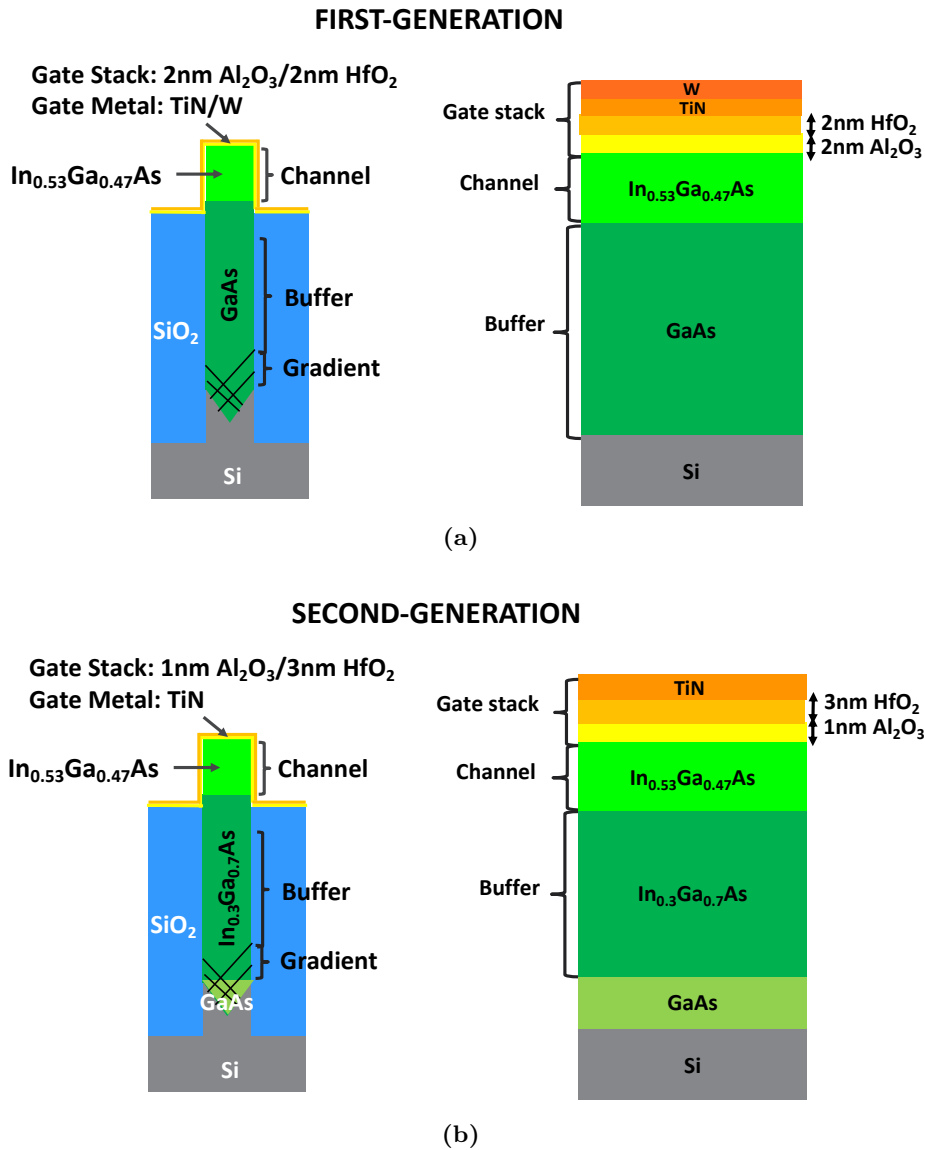 FIRST-GENERATION
Gate Stack: 2nm Al₂O₃/2nm HfO₂
Gate Metal: TiN/W
In₀.₅₃Ga₀.₄₇As
Channel
GaAs
Buffer
SiO₂
Gradient
Si
W
TiN
Gate stack
2nm HfO₂
2nm Al₂O₃
Channel
In₀.₅₃Ga₀.₄₇As
Buffer
GaAs
Si
(a)
SECOND-GENERATION
Gate Stack: 1nm Al₂O₃/3nm HfO₂
Gate Metal: TiN
In₀.₅₃Ga₀.₄₇As
Channel
In₀.₃Ga₀.₇As
Buffer
SiO₂
Gradient
GaAs
Si
TiN
Gate stack
3nm HfO₂
1nm Al₂O₃
Channel
In₀.₅₃Ga₀.₄₇As
Buffer
In₀.₃Ga₀.₇As
GaAs
Si
(b)